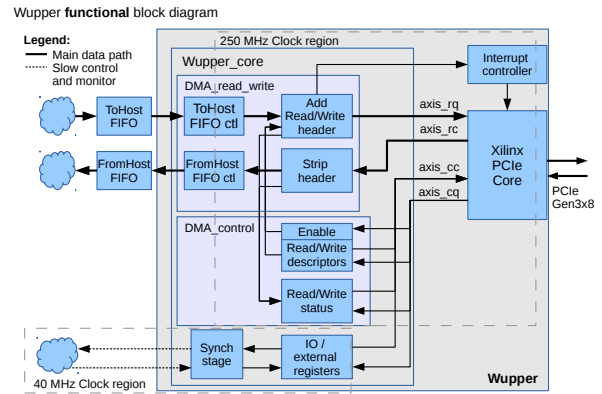 Wupper functional block diagram
Legend:
Main data path
Slow control
and monitor
250 MHz Clock region
Wupper_core
DMA_read_write
Interrupt
controller
ToHost
FIFO
ToHost
FIFO ctl
Add
Read/Write
header
axis_rq
axis_rc
FromHost
FIFO
FromHost
FIFO ctl
Strip
header
Xilinx
PCIe
Core
axis_cc
axis_cq
PCIe
Gen3x8
DMA_control
Enable
Read/Write
descriptors
Read/Write
status
Synch
stage
IO /
external
registers
40 MHz Clock region
Wupper